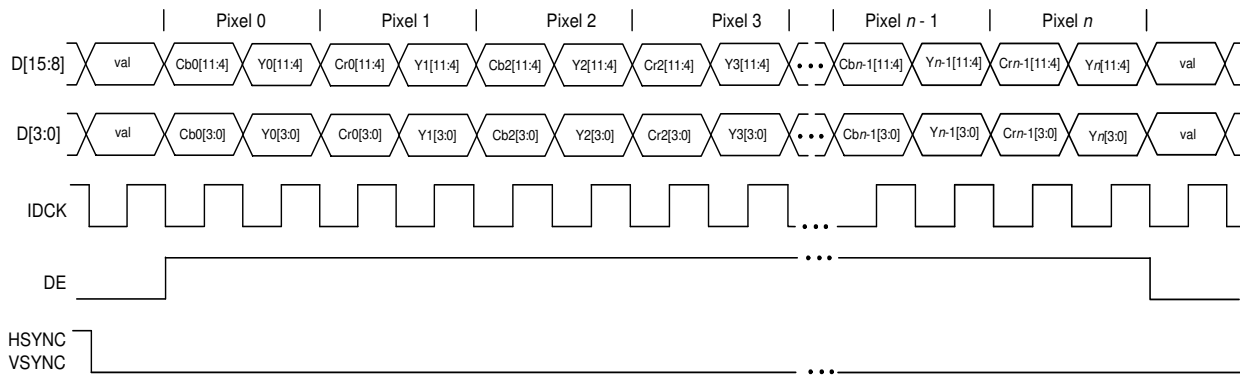 Pixel 0 Pixel 1 Pixel 2 Pixel 3 Pixel n - 1 Pixel n
D[15:8] val Cb0[11:4] Y0[11:4] Cr0[11:4] Y1[11:4] Cb2[11:4] Y2[11:4] Cr2[11:4] Y3[11:4] ••• Cbn-1[11:4] Yn-1[11:4] Crn-1[11:4] Yn[11:4] val
D[3:0] val Cb0[3:0] Y0[3:0] Cr0[3:0] Y1[3:0] Cb2[3:0] Y2[3:0] Cr2[3:0] Y3[3:0] ••• Cbn-1[3:0] Yn-1[3:0] Crn-1[3:0] Yn[3:0] val
IDCK •••
DE •••
HSYNC
VSYNC •••